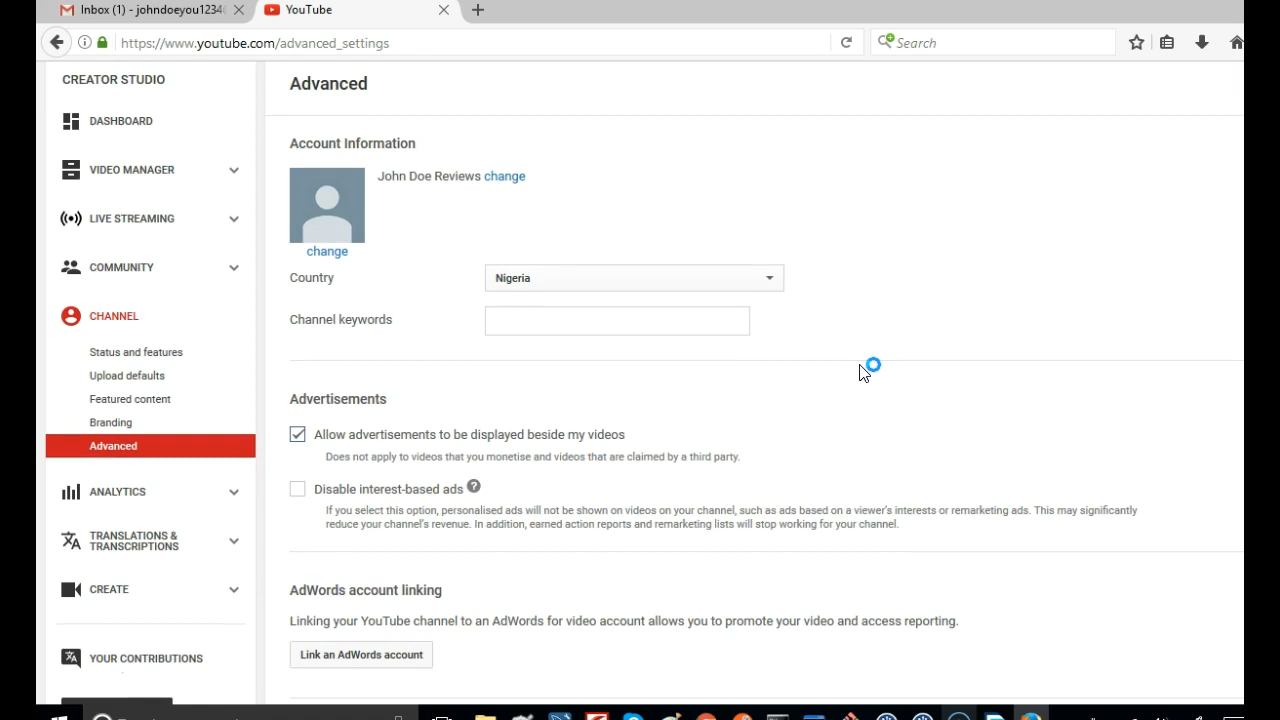 Inbox (1) - johndoeyou1234
YouTube
https://www.youtube.com/advanced_settings
Search
CREATOR STUDIO
DASHBOARD
VIDEO MANAGER
LIVE STREAMING
COMMUNITY
CHANNEL
Status and features
Upload defaults
Featured content
Branding
Advanced
ANALYTICS
TRANSLATIONS &
TRANSCRIPTIONS
CREATE
YOUR CONTRIBUTIONS
Advanced
Account Information
John Doe Reviews change
change
Country
Nigeria
Channel keywords
Advertisements
Allow advertisements to be displayed beside my videos
Does not apply to videos that you monetise and videos that are claimed by a third party.
Disable interest-based ads
If you select this option, personalised ads will not be shown on videos on your channel, such as ads based on a viewer's interests or remarketing ads. This may significantly
reduce your channel's revenue. In addition, earned action reports and remarketing lists will stop working for your channel.
AdWords account linking
Linking your YouTube channel to an AdWords for video account allows you to promote your video and access reporting.
Link an AdWords account